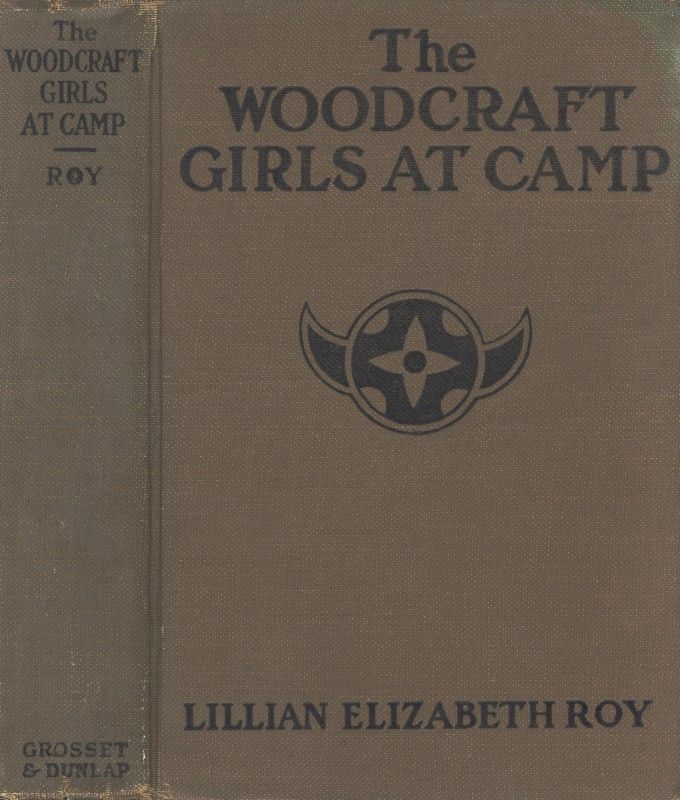 The
WOODCRAFT
GIRLS
AT CAMP
ROY
GROSSET
& DUNLAP
The
WOODCRAFT
GIRLS AT CAMP
LILLIAN ELIZABETH ROY